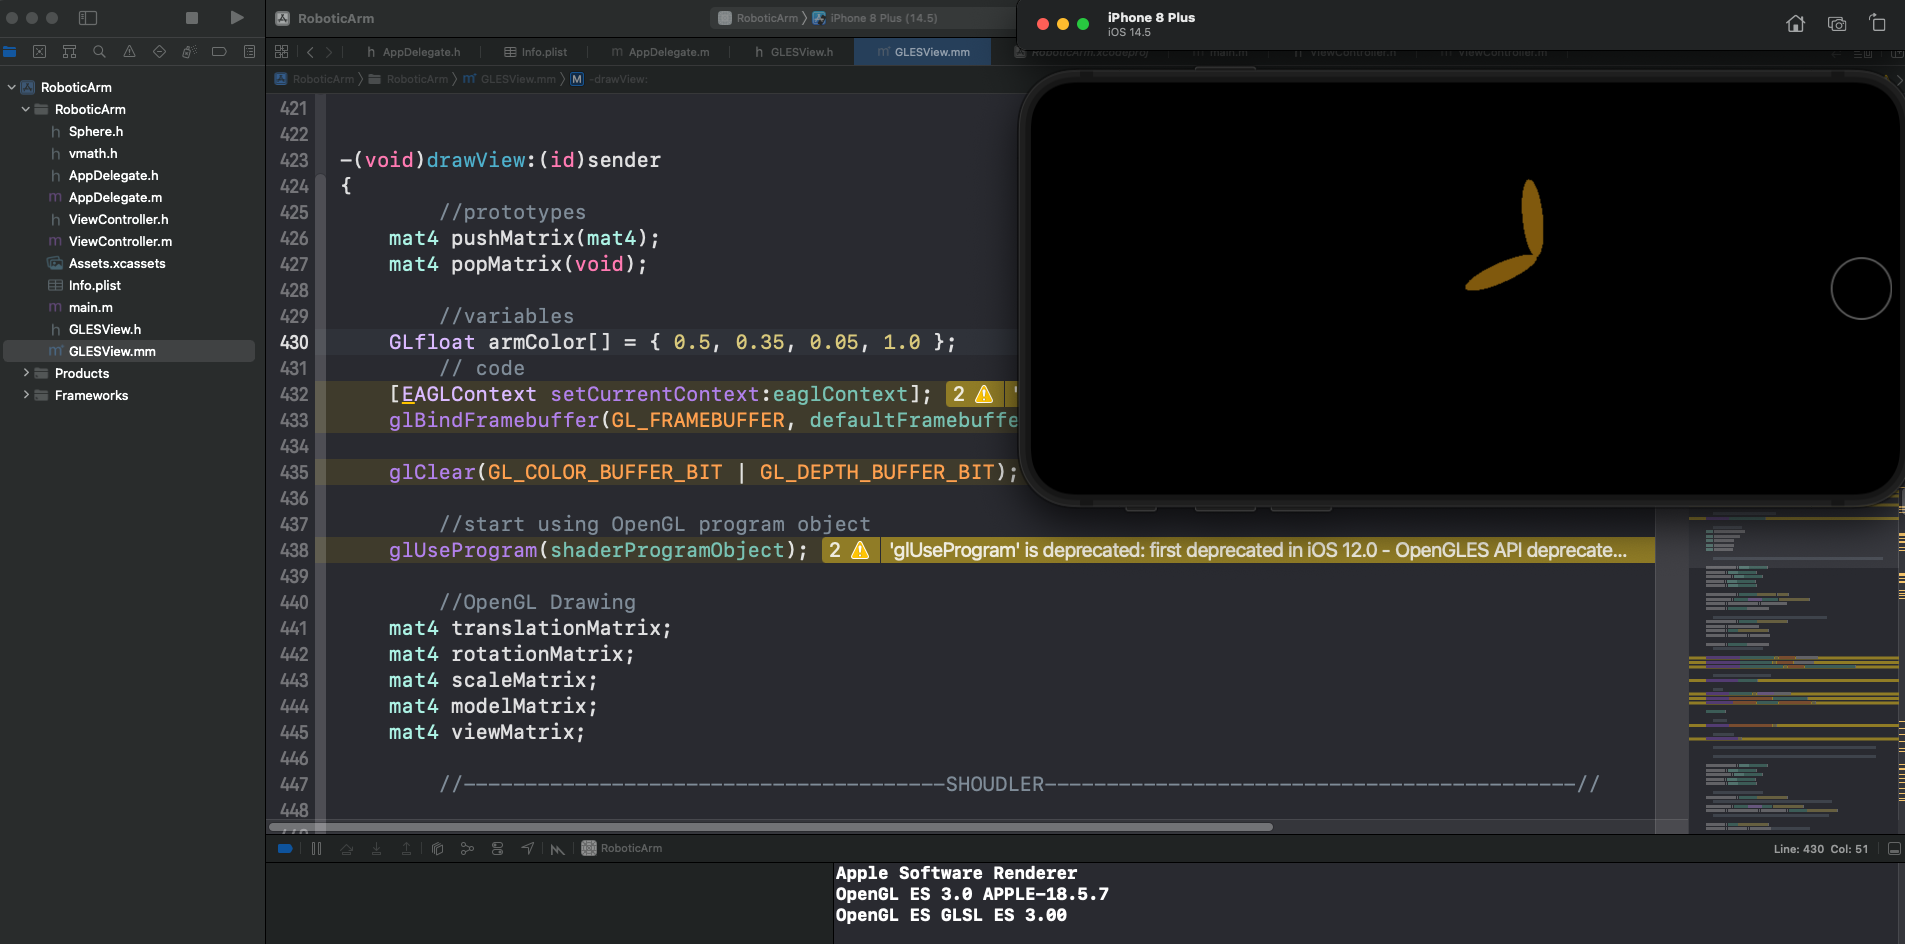 RoboticArm
RoboticArm
iPhone 8 Plus (14.5)
iPhone 8 Plus
iOS 14.5
AppDelegate.h
Info.plist
AppDelegate.m
GLESView.h
GLESView.mm
RoboticArm.xcodeproj
main.m
ViewController.h
ViewController.m
RoboticArm
RoboticArm
GLESView.mm
M
-drawView:
RoboticArm
RoboticArm
h Sphere.h
h vmath.h
h AppDelegate.h
m AppDelegate.m
h ViewController.h
m ViewController.m
Assets.xcassets
Info.plist
m main.m
h GLESView.h
m GLESView.mm
Products
Frameworks
421
422
423 -(void)drawView:(id)sender
424 {
425 //prototypes
426 mat4 pushMatrix(mat4);
427 mat4 popMatrix(void);
428
429 //variables
430 GLfloat armColor[] = { 0.5, 0.35, 0.05, 1.0 };
431 // code
432 [EAGLContext setCurrentContext:eaglContext]; 2
433 glBindFramebuffer(GL_FRAMEBUFFER, defaultFramebuffe
434
435 glClear(GL_COLOR_BUFFER_BIT | GL_DEPTH_BUFFER_BIT);
436
437 //start using OpenGL program object
438 glUseProgram(shaderProgramObject); 2 'glUseProgram' is deprecated: first deprecated in iOS 12.0 - OpenGLES API deprecate...
439
440 //OpenGL Drawing
441 mat4 translationMatrix;
442 mat4 rotationMatrix;
443 mat4 scaleMatrix;
444 mat4 modelMatrix;
445 mat4 viewMatrix;
446
447 //---------------------------------------SHOUDLER-------------------------------------------//
448
RoboticArm
Line: 430 Col: 51
Apple Software Renderer
OpenGL ES 3.0 APPLE-18.5.7
OpenGL ES GLSL ES 3.00